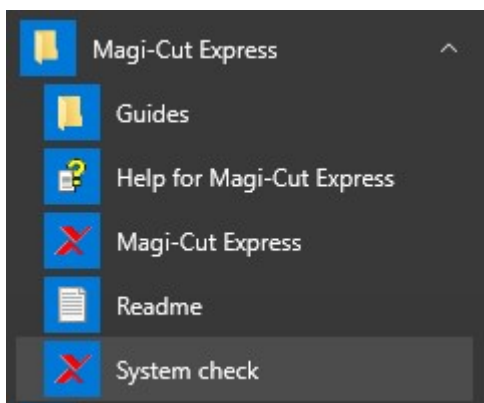 Magi-Cut Express
Guides
Help for Magi-Cut Express
Magi-Cut Express
Readme
System check